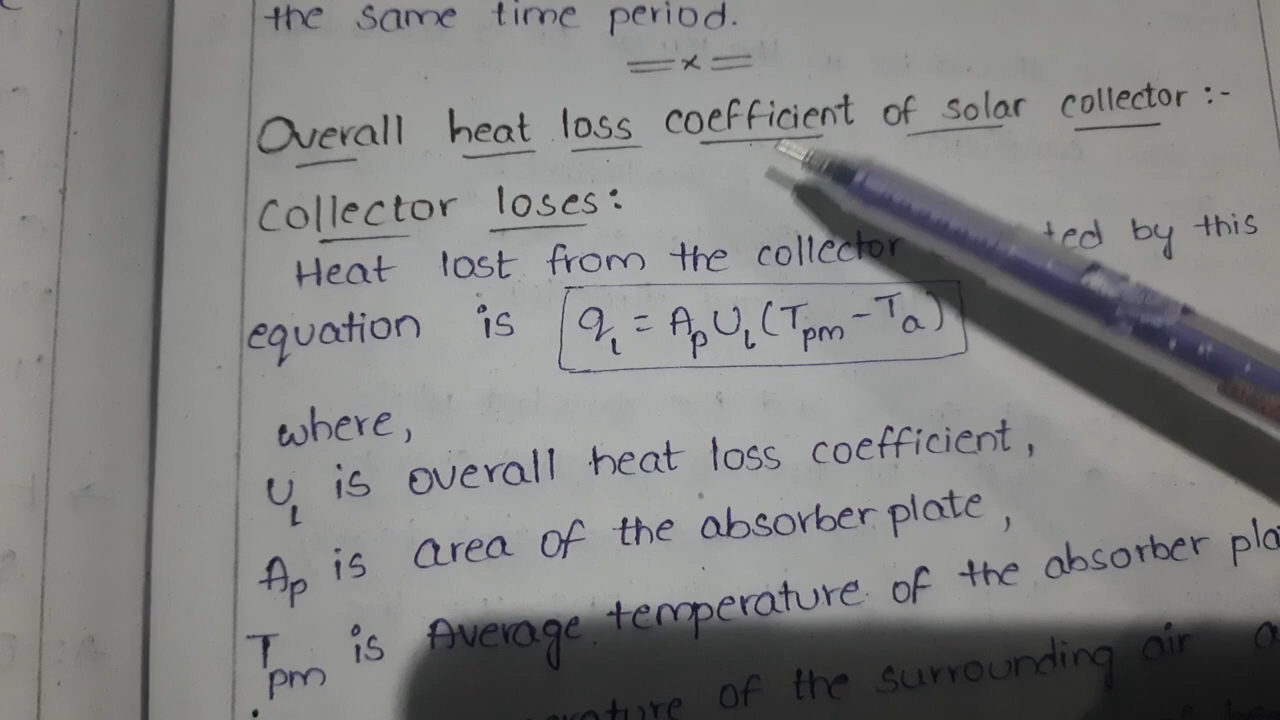 the same time period.
=x=
Overall heat loss coefficient of solar collector :-
Collector loses:
Heat lost from the collector ted by this
equation is q_l = A_p U_l (T_pm - T_a)
where,
U_l is overall heat loss coefficient,
A_p is area of the absorber plate,
T_pm is Average temperature of the absorber pla
rature of the surrounding air